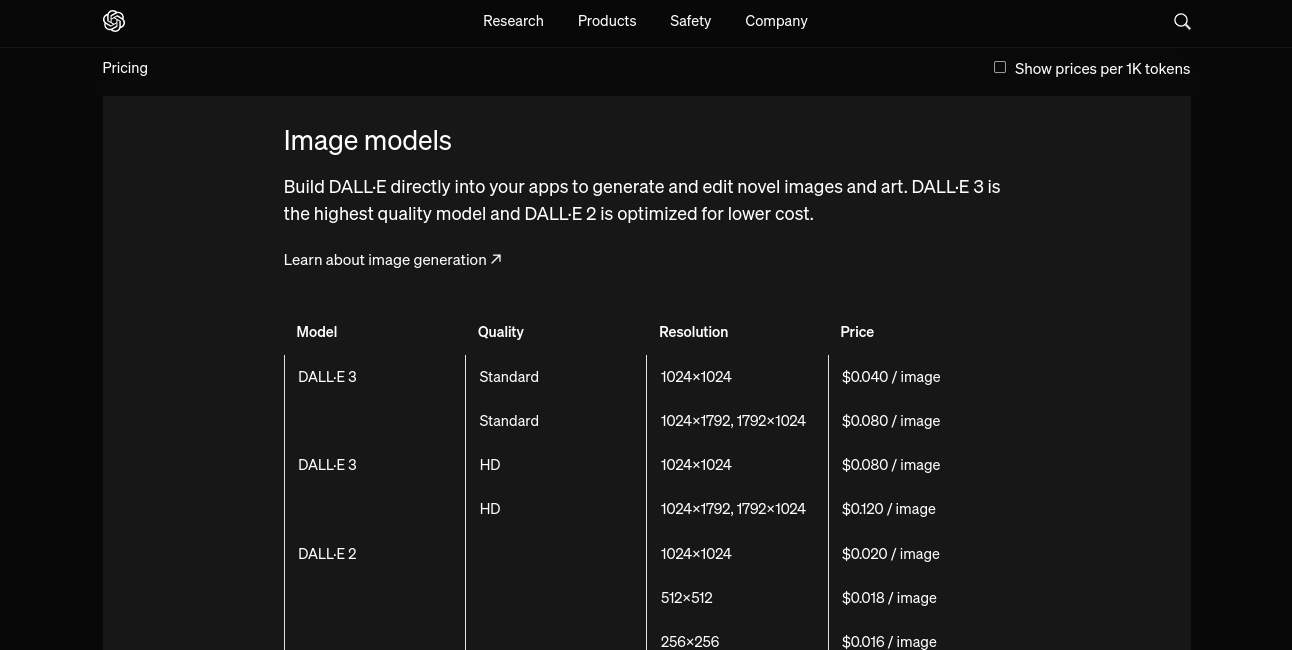 Research Products Safety Company
Pricing
Show prices per 1K tokens
Image models
Build DALL·E directly into your apps to generate and edit novel images and art. DALL·E 3 is
the highest quality model and DALL·E 2 is optimized for lower cost.
Learn about image generation ↗
Model Quality Resolution Price
DALL·E 3 Standard 1024×1024 $0.040 / image
Standard 1024×1792, 1792×1024 $0.080 / image
DALL·E 3 HD 1024×1024 $0.080 / image
HD 1024×1792, 1792×1024 $0.120 / image
DALL·E 2 1024×1024 $0.020 / image
512×512 $0.018 / image
256×256 $0.016 / image